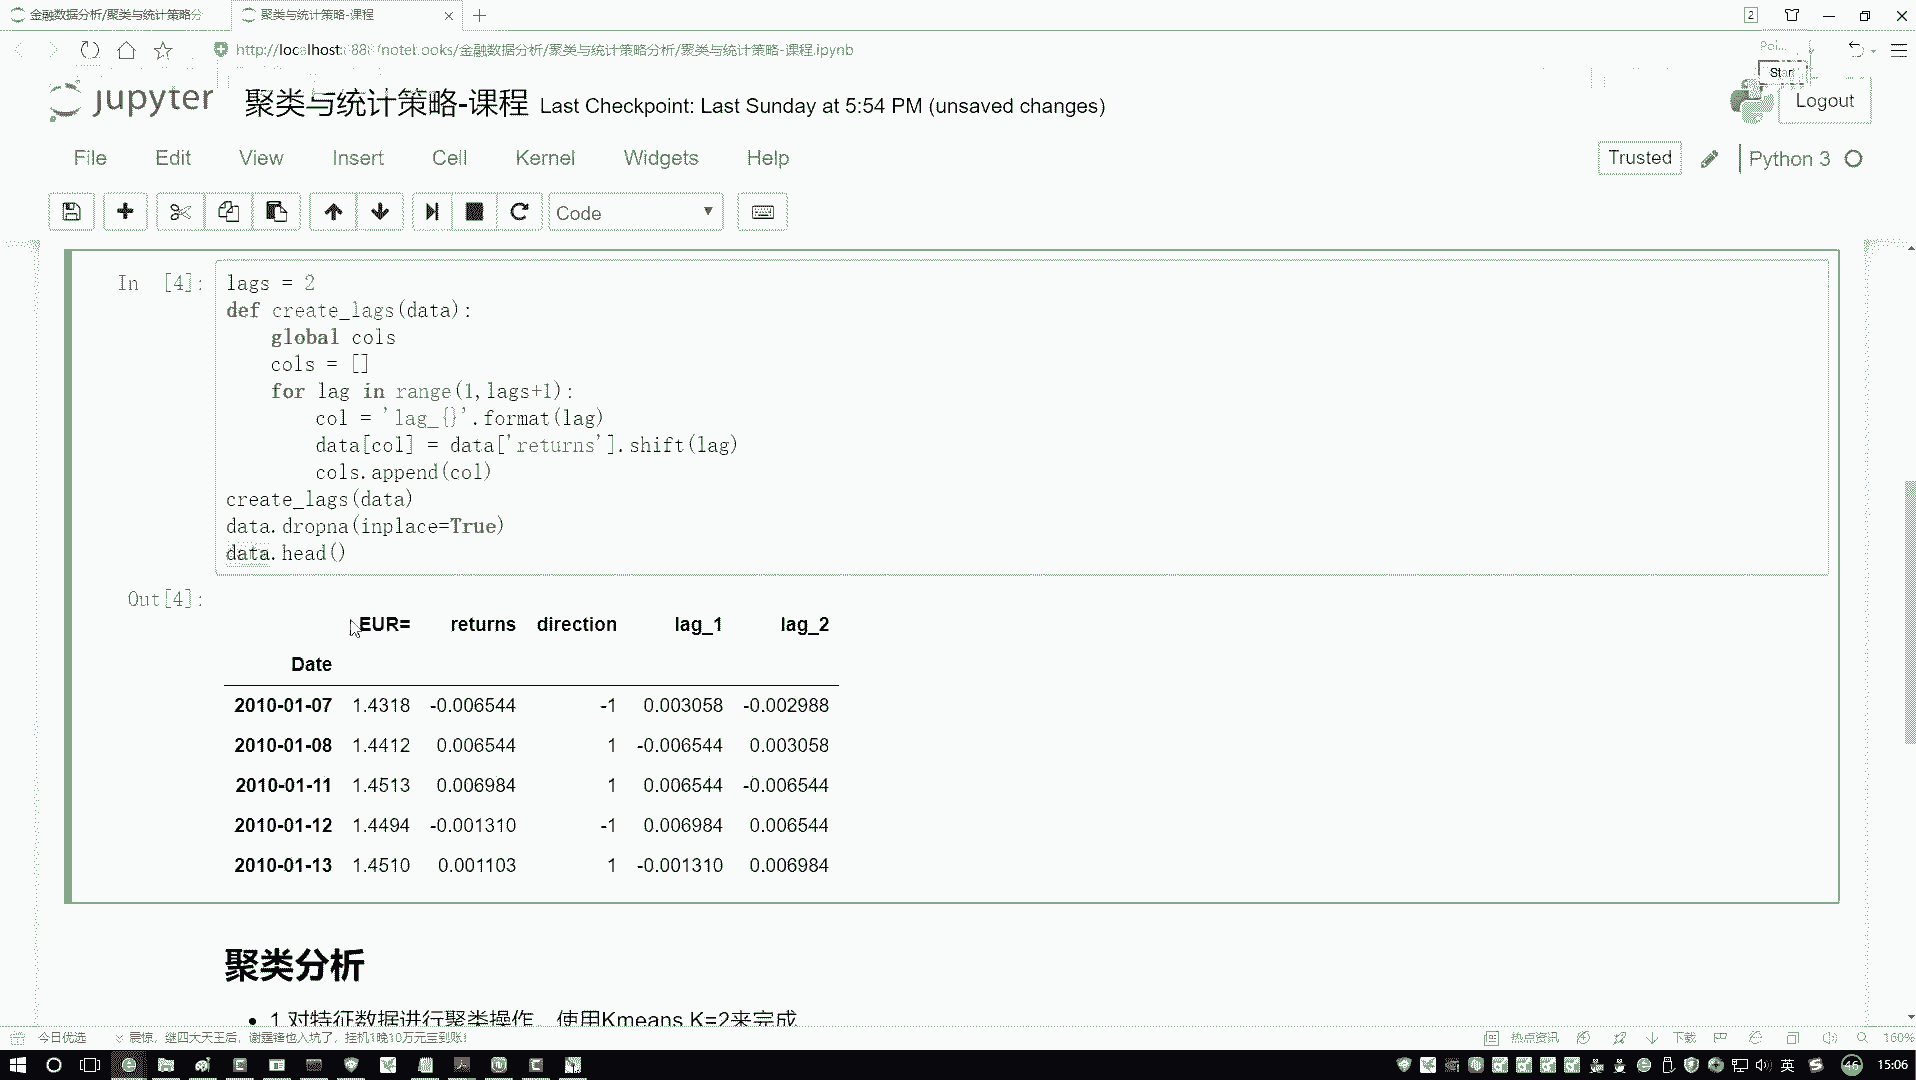 金融数据分析/聚类与统计策略分
聚类与统计策略-课程
2
http://localhost:888/notebooks/金融数据分析/聚类与统计策略分析/聚类与统计策略-课程.ipynb
Poi...
Start
jupyter 聚类与统计策略-课程 Last Checkpoint: Last Sunday at 5:54 PM (unsaved changes)
Logout
File Edit View Insert Cell Kernel Widgets Help
Trusted Python 3
Code
In [4]:
lags = 2
def create_lags(data):
    global cols
    cols = []
    for lag in range(1,lags+1):
        col = 'lag_{}'.format(lag)
        data[col] = data['returns'].shift(lag)
        cols.append(col)
create_lags(data)
data.dropna(inplace=True)
data.head()
Out[4]:
EUR= returns direction lag_1 lag_2
Date
2010-01-07 1.4318 -0.006544 -1 0.003058 -0.002988
2010-01-08 1.4412 0.006544 1 -0.006544 0.003058
2010-01-11 1.4513 0.006984 1 0.006544 -0.006544
2010-01-12 1.4494 -0.001310 -1 0.006984 0.006544
2010-01-13 1.4510 0.001103 1 -0.001310 0.006984
聚类分析
1.对特征数据进行聚类操作，使用Kmeans K=2来完成
今日优选 震惊，继四大天王后，谢霆锋也入坑了，挂机1晚10万元宝到账!
热点资讯 下载 160%
英 46 15:06